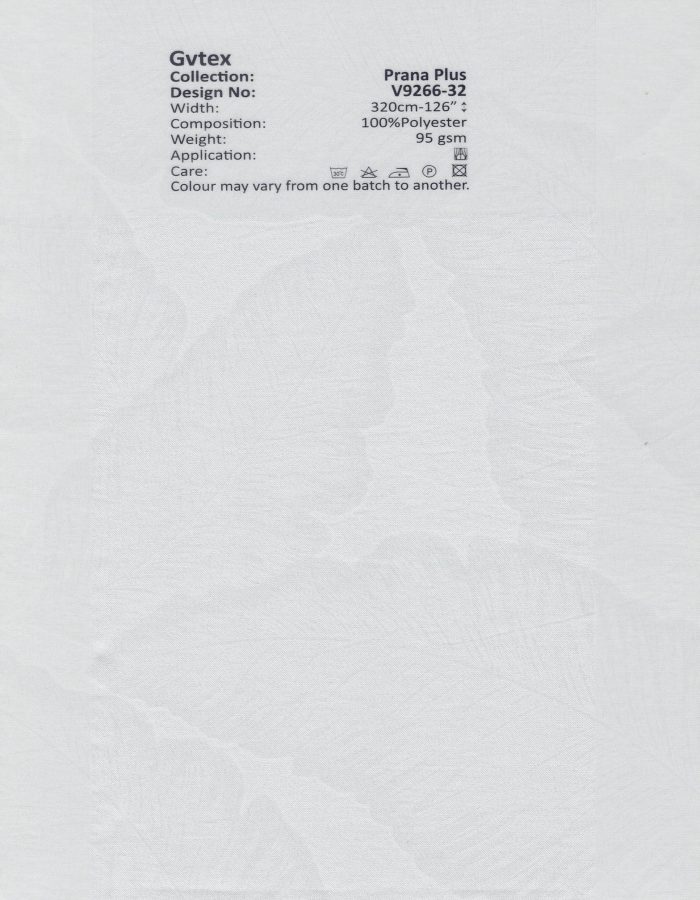 Gvtex
Collection: Prana Plus
Design No: V9266-32
Width: 320cm-126”
Composition: 100%Polyester
Weight: 95 gsm
Application:
Care: 30°C P
Colour may vary from one batch to another.